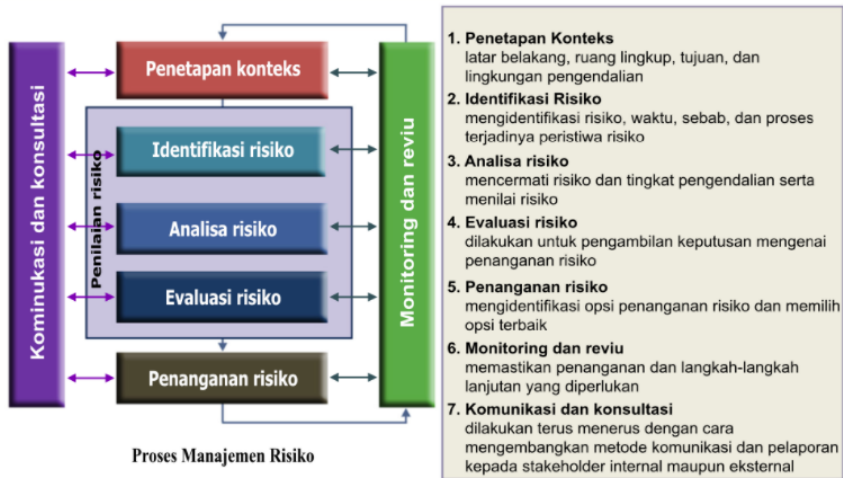 Kominukasi dan konsultasi
Penetapan konteks
Penilaian risiko
Identifikasi risiko
Analisa risiko
Evaluasi risiko
Penanganan risiko
Monitoring dan reviu
Proses Manajemen Risiko
1. Penetapan Konteks
latar belakang, ruang lingkup, tujuan, dan
lingkungan pengendalian
2. Identifikasi Risiko
mengidentifikasi risiko, waktu, sebab, dan proses
terjadinya peristiwa risiko
3. Analisa risiko
mencermati risiko dan tingkat pengendalian serta
menilai risiko
4. Evaluasi risiko
dilakukan untuk pengambilan keputusan mengenai
penanganan risiko
5. Penanganan risiko
mengidentifikasi opsi penanganan risiko dan memilih
opsi terbaik
6. Monitoring dan reviu
memastikan penanganan dan langkah-langkah
lanjutan yang diperlukan
7. Komunikasi dan konsultasi
dilakukan terus menerus dengan cara
mengembangkan metode komunikasi dan pelaporan
kepada stakeholder internal maupun eksternal